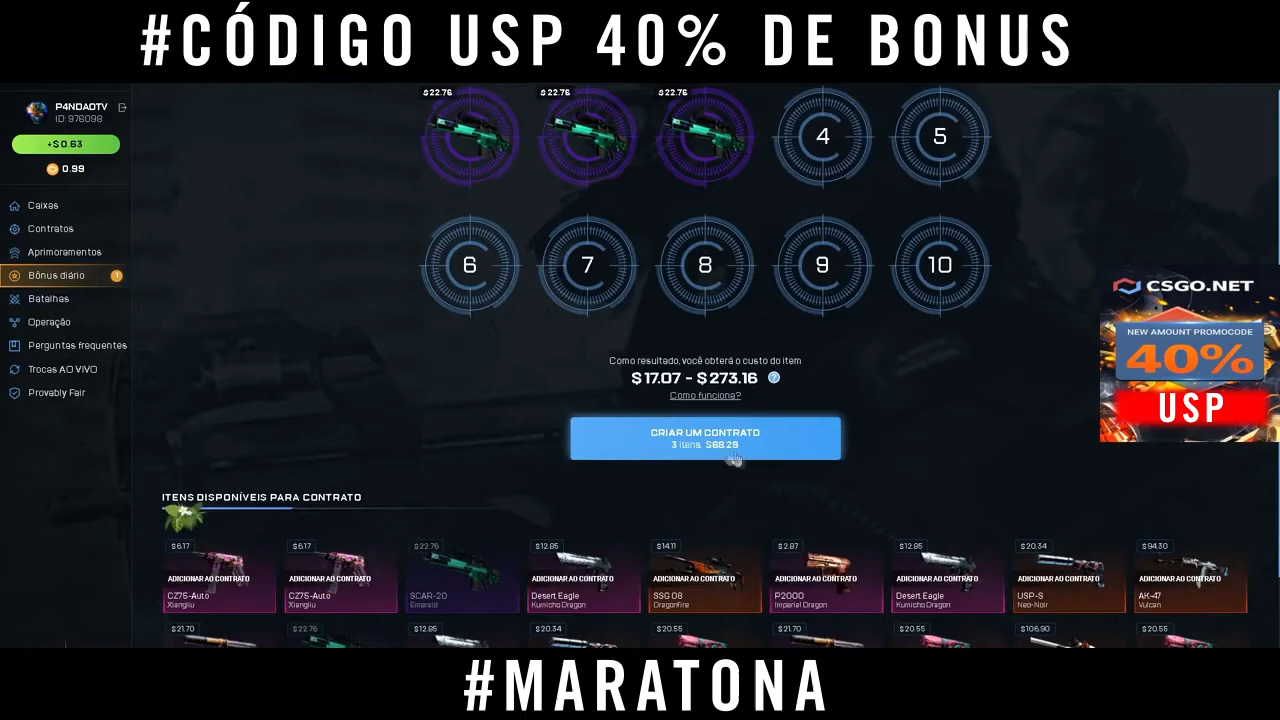 #CÓDIGO USP 40% DE BONUS
P4NDAOTV
ID: 976098
+$ 0.63
0.99
Caixas
Contratos
Aprimoramentos
Bônus diário
1
Batalhas
Operação
Perguntas frequentes
Trocas AO VIVO
Provably Fair
$ 22.76
$ 22.76
$ 22.76
4
5
6
7
8
9
10
Como resultado, você obterá o custo do item
$ 17.07 - $ 273.16
?
Como funciona?
CRIAR UM CONTRATO
3 itens, $68.29
CSGO.NET
NEW AMOUNT PROMOCODE
40%
USP
ITENS DISPONÍVEIS PARA CONTRATO
$ 6.17
$ 6.17
$ 22.76
$ 12.85
$ 14.11
$ 2.87
$ 12.85
$ 20.34
$ 94.30
ADICIONAR AO CONTRATO
ADICIONAR AO CONTRATO
ADICIONAR AO CONTRATO
ADICIONAR AO CONTRATO
ADICIONAR AO CONTRATO
ADICIONAR AO CONTRATO
ADICIONAR AO CONTRATO
ADICIONAR AO CONTRATO
CZ75-Auto
Xiangliu
CZ75-Auto
Xiangliu
SCAR-20
Emerald
Desert Eagle
Kumicho Dragon
SSG 08
Dragonfire
P2000
Imperial Dragon
Desert Eagle
Kumicho Dragon
USP-S
Neo-Noir
AK-47
Vulcan
$ 21.70
$ 22.76
$ 12.85
$ 20.34
$ 20.55
$ 21.70
$ 20.55
$ 106.90
$ 20.55
#MARATONA